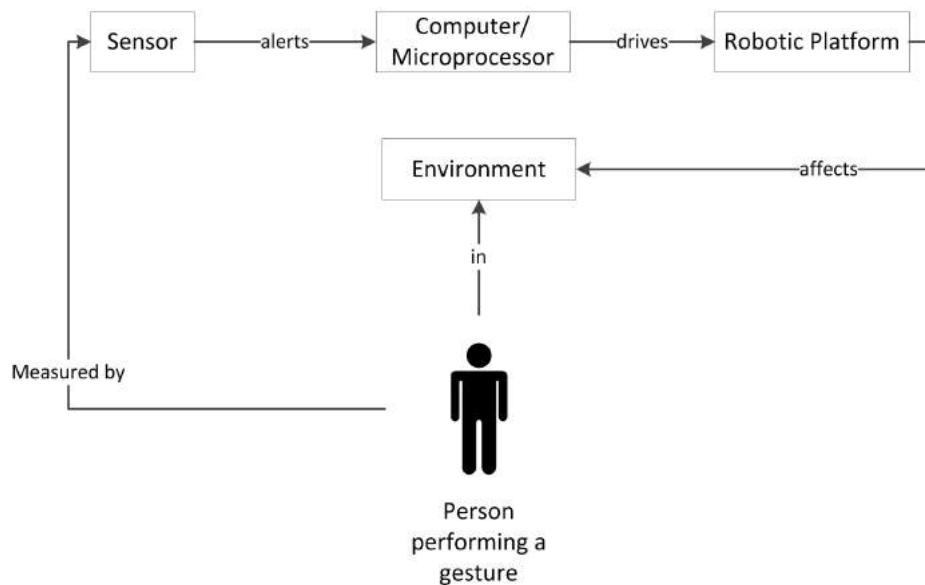 Sensor
alerts
Computer/
Microprocessor
drives
Robotic Platform
Environment
affects
in
Measured by
Person
performing a
gesture